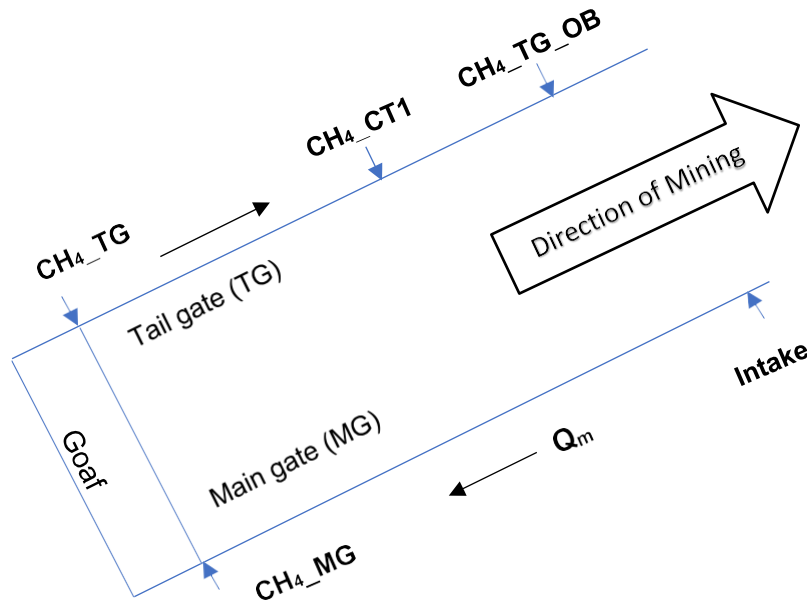 CH₄_TG_OB
CH₄_CT1
CH₄_TG
Direction of Mining
Tail gate (TG)
Intake
Main gate (MG)
Qₘ
Goaf
CH₄_MG